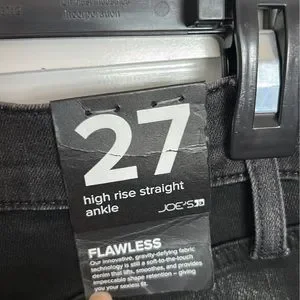 Incorporation
27
high rise straight
ankle
JOE'S
FLAWLESS
Our innovative, gravity-defying fabric
technology is still a soft-to-the-touch
denim that lifts, smoothes, and provides
impeccable shape retention – giving
you your sexiest fit.